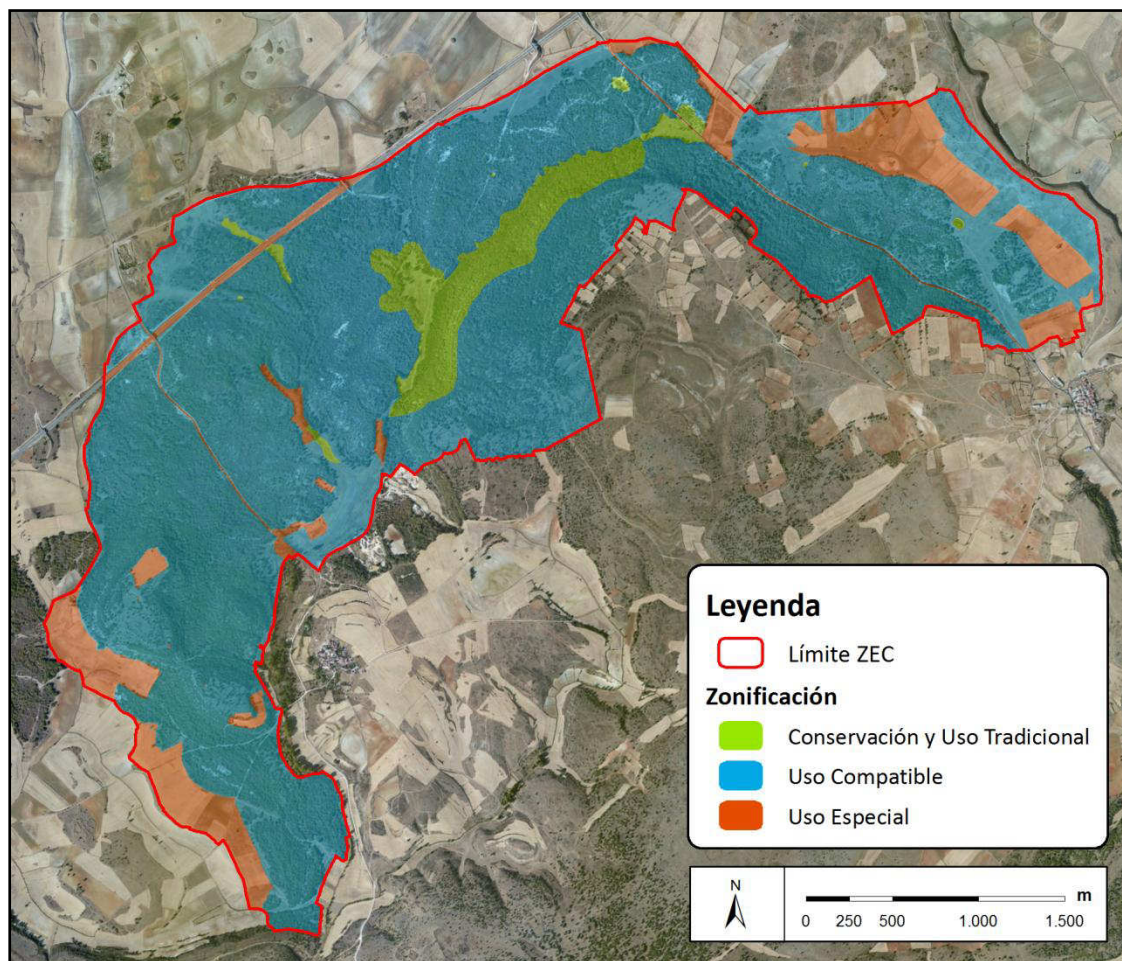 Leyenda
Límite ZEC
Zonificación
Conservación y Uso Tradicional
Uso Compatible
Uso Especial
N
m
0 250 500 1.000 1.500